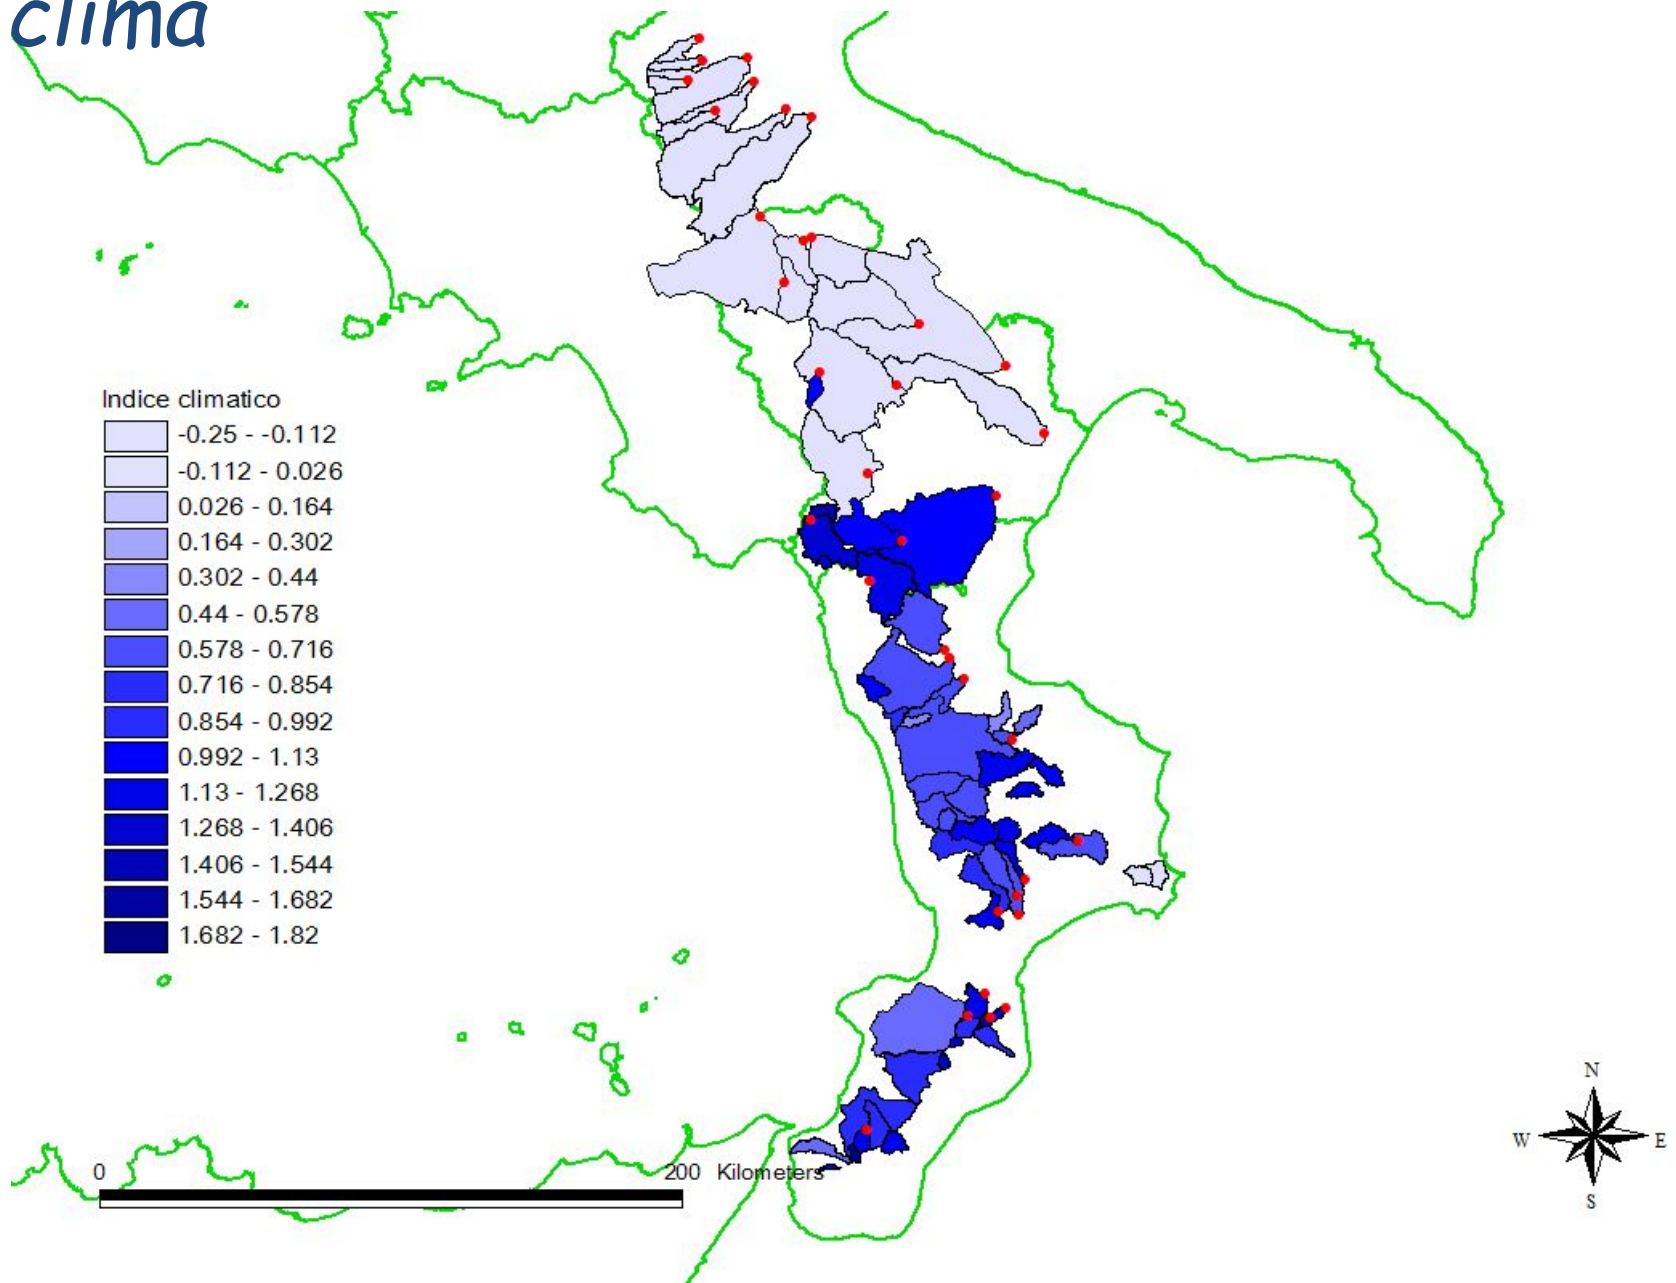 clima
Indice climatico
-0.25 - -0.112
-0.112 - 0.026
0.026 - 0.164
0.164 - 0.302
0.302 - 0.44
0.44 - 0.578
0.578 - 0.716
0.716 - 0.854
0.854 - 0.992
0.992 - 1.13
1.13 - 1.268
1.268 - 1.406
1.406 - 1.544
1.544 - 1.682
1.682 - 1.82
N
W E
S
0 200 Kilometers